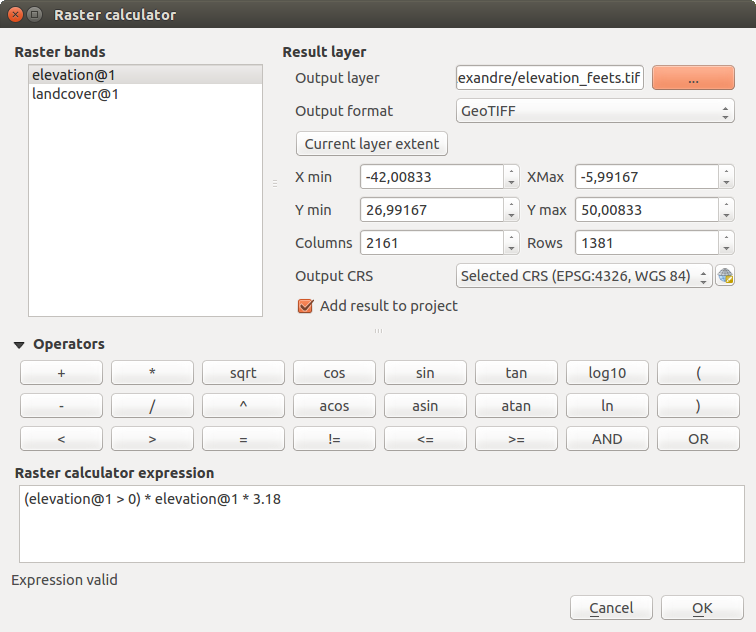 Raster calculator
Raster bands
elevation@1
landcover@1
Result layer
Output layer exandre/elevation_feets.tif ...
Output format GeoTIFF
Current layer extent
X min -42,00833 XMax -5,99167
Y min 26,99167 Y max 50,00833
Columns 2161 Rows 1381
Output CRS Selected CRS (EPSG:4326, WGS 84)
Add result to project
Operators
+ * sqrt cos sin tan log10 (
- / ^ acos asin atan ln )
< > = != <= >= AND OR
Raster calculator expression
(elevation@1 > 0) * elevation@1 * 3.18
Expression valid
Cancel OK